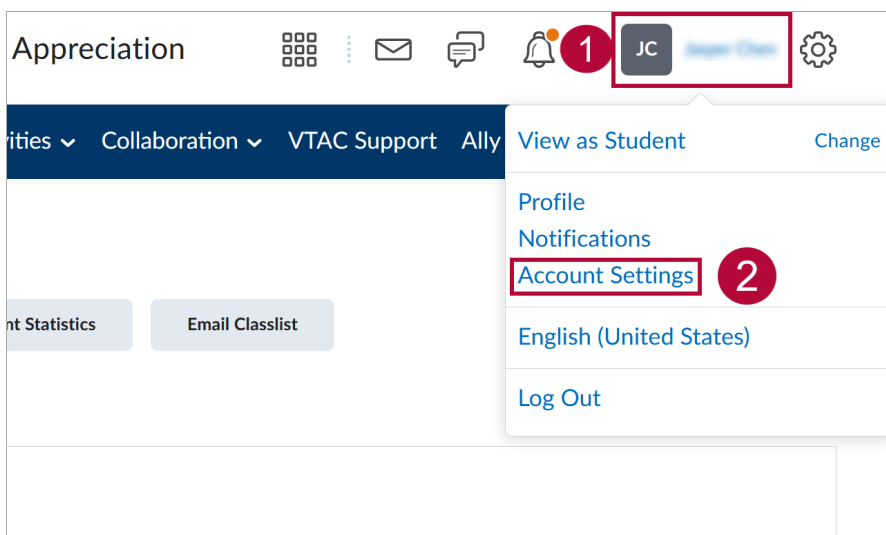 Appreciation 1 JC
ities Collaboration VTAC Support Ally
View as Student Change
Profile
Notifications
Account Settings 2
nt Statistics Email Classlist
English (United States)
Log Out